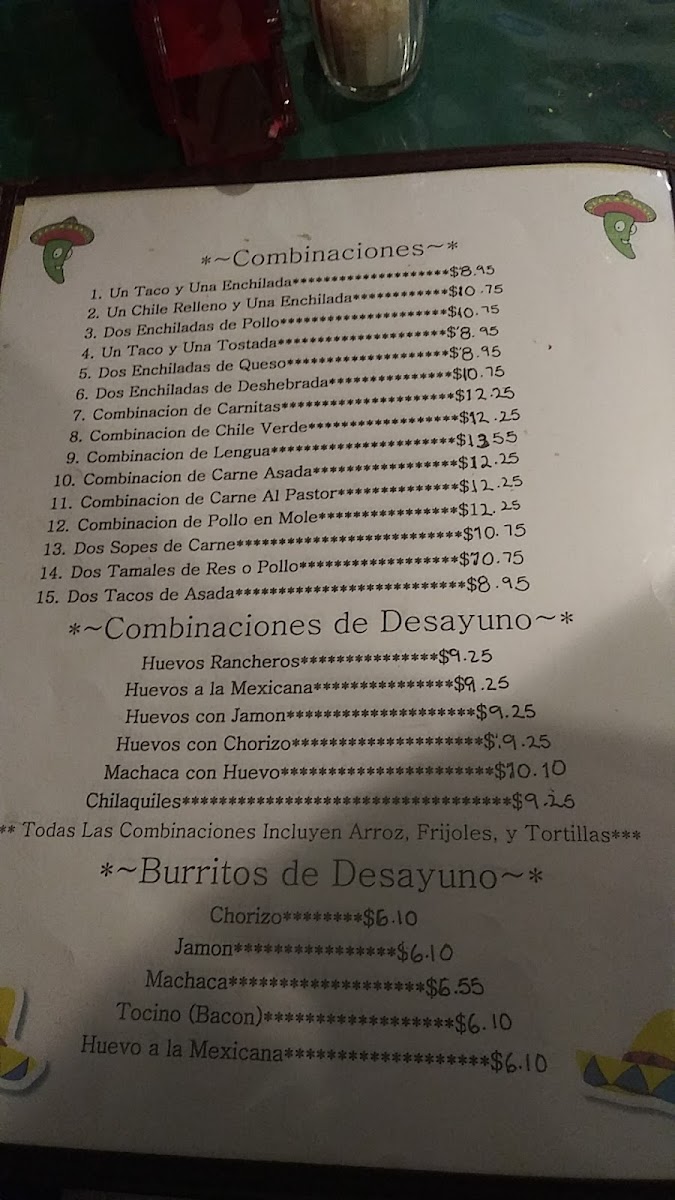 *~Combinaciones~*
1. Un Taco y Una Enchilada********************$8.95
2. Un Chile Relleno y Una Enchilada************$10.75
3. Dos Enchiladas de Pollo*********************$10.75
4. Un Taco y Una Tostada*********************$8.95
5. Dos Enchiladas de Queso********************$8.95
6. Dos Enchiladas de Deshebrada***************$10.75
7. Combinacion de Carnitas*********************$12.25
8. Combinacion de Chile Verde******************$12.25
9. Combinacion de Lengua***********************$13.55
10. Combinacion de Carne Asada*****************$12.25
11. Combinacion de Carne Al Pastor**************$12.25
12. Combinacion de Pollo en Mole****************$12.25
13. Dos Sopes de Carne**************************$10.75
14. Dos Tamales de Res o Pollo******************$10.75
15. Dos Tacos de Asada**************************$8.95
*~Combinaciones de Desayuno~*
Huevos Rancheros***************$9.25
Huevos a la Mexicana***************$9.25
Huevos con Jamon********************$9.25
Huevos con Chorizo********************$9.25
Machaca con Huevo**********************$10.10
Chilaquiles**********************************$9.25
** Todas Las Combinaciones Incluyen Arroz, Frijoles, y Tortillas***
*~Burritos de Desayuno~*
Chorizo********$6.10
Jamon****************$6.10
Machaca*******************$6.55
Tocino (Bacon)******************$6.10
Huevo a la Mexicana********************$6.10